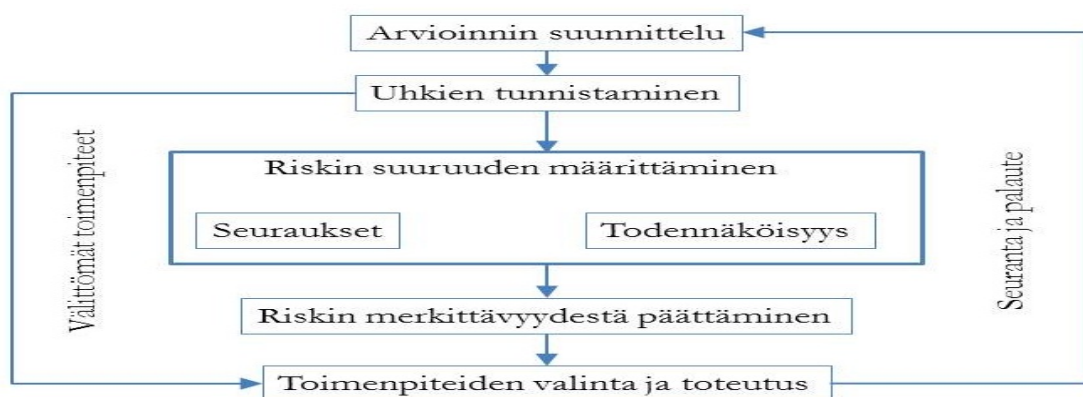 Arvioinnin suunnittelu
Uhkien tunnistaminen
Välittömät toimenpiteet
Riskin suuruuden määrittäminen
Seuraukset
Todennäköisyys
Seuranta ja palaute
Riskin merkittävyydestä päättäminen
Toimenpiteiden valinta ja toteutus